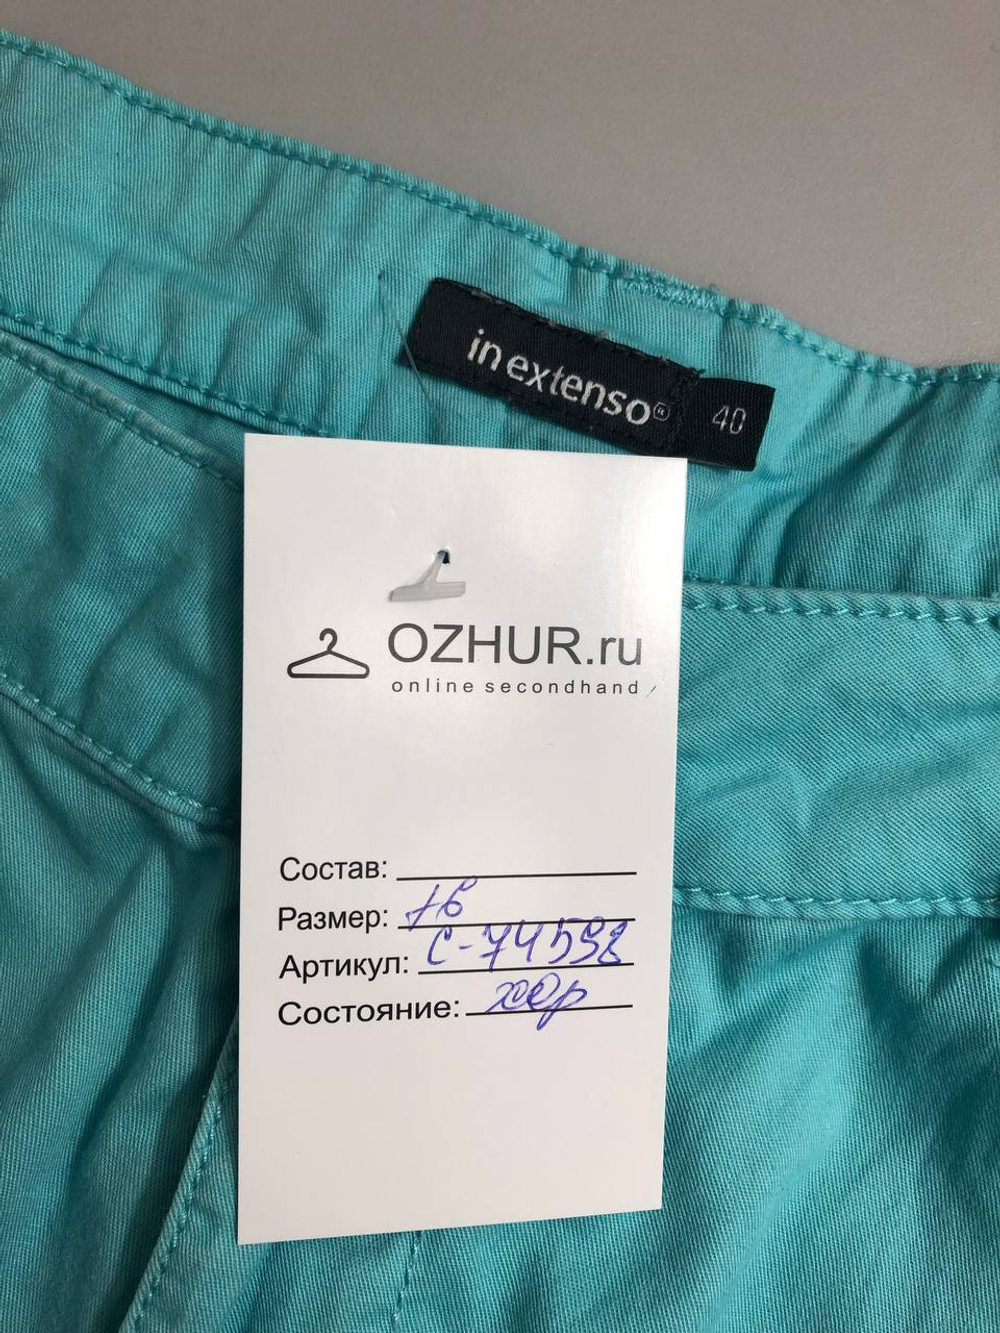 in extenso®
40
OZHUR.ru
online secondhand
Состав:
Размер: 46
Артикул: С-74598
Состояние: хор